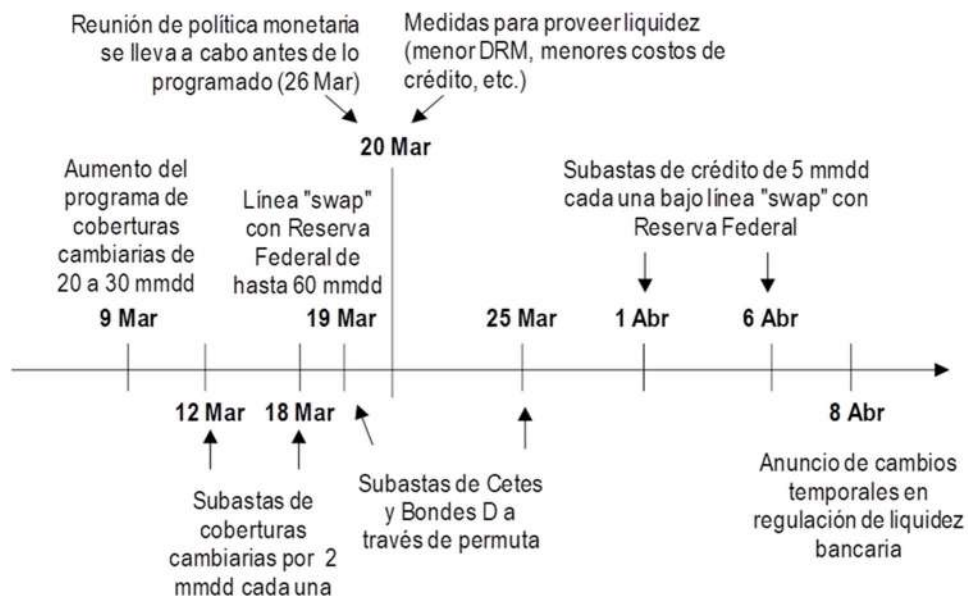 Reunión de política monetaria
se lleva a cabo antes de lo
programado (26 Mar)
Medidas para proveer liquidez
(menor DRM, menores costos de
crédito, etc.)
20 Mar
Aumento del
programa de
coberturas
cambiarias de
20 a 30 mmdd
9 Mar
Línea "swap"
con Reserva
Federal de
hasta 60 mmdd
19 Mar
25 Mar
Subastas de crédito de 5 mmdd
cada una bajo línea "swap" con
Reserva Federal
1 Abr
6 Abr
12 Mar
18 Mar
8 Abr
Subastas de
coberturas
cambiarias por 2
mmdd cada una
Subastas de Cetes
y Bondes D a
través de permuta
Anuncio de cambios
temporales en
regulación de liquidez
bancaria